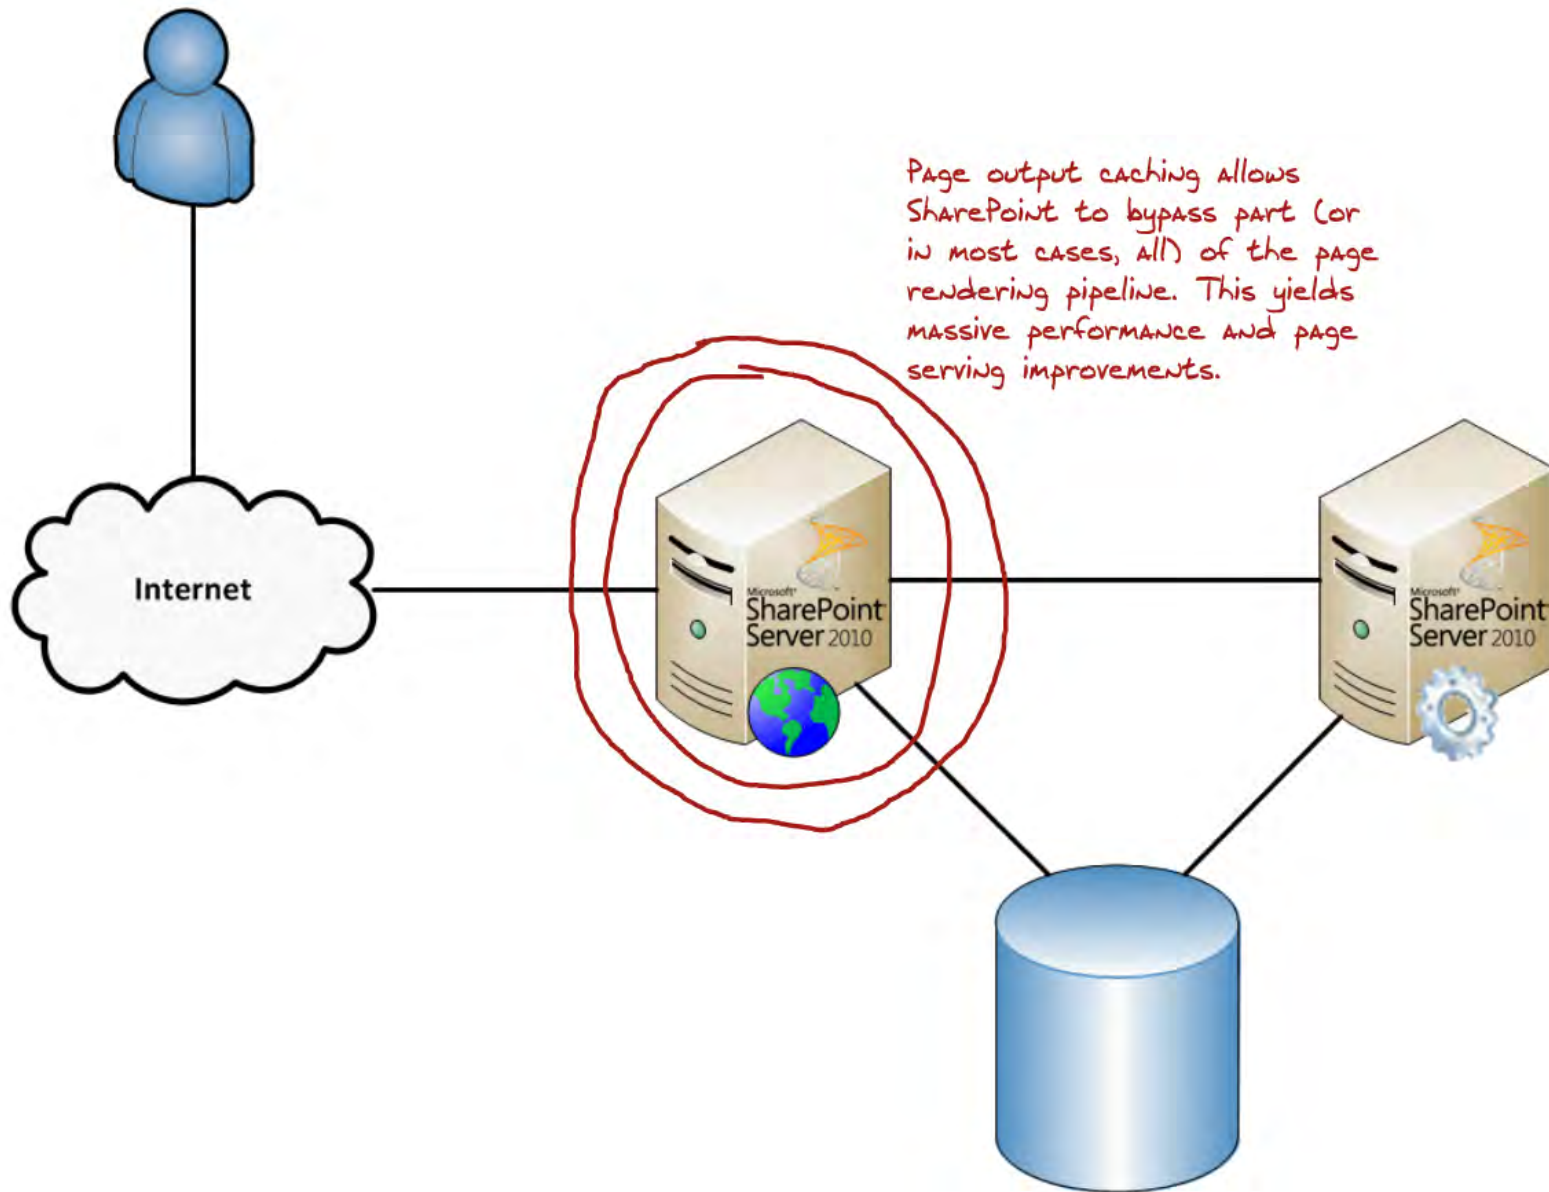 Page output caching allows
SharePoint to bypass part (or
in most cases, all) of the page
rendering pipeline. This yields
massive performance and page
serving improvements.
Internet
Microsoft®
SharePoint®
Server 2010
Microsoft®
SharePoint®
Server 2010